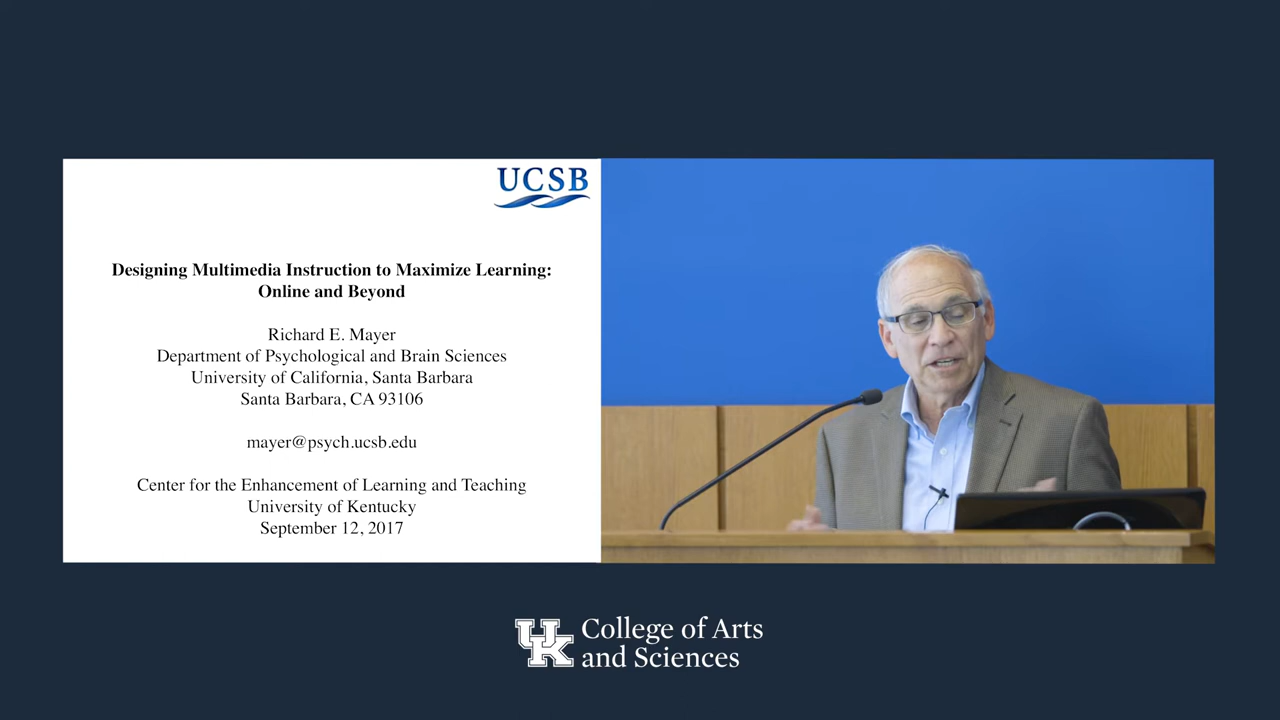 UCSB
Designing Multimedia Instruction to Maximize Learning:
Online and Beyond
Richard E. Mayer
Department of Psychological and Brain Sciences
University of California, Santa Barbara
Santa Barbara, CA 93106
mayer@psych.ucsb.edu
Center for the Enhancement of Learning and Teaching
University of Kentucky
September 12, 2017
UK College of Arts
and Sciences